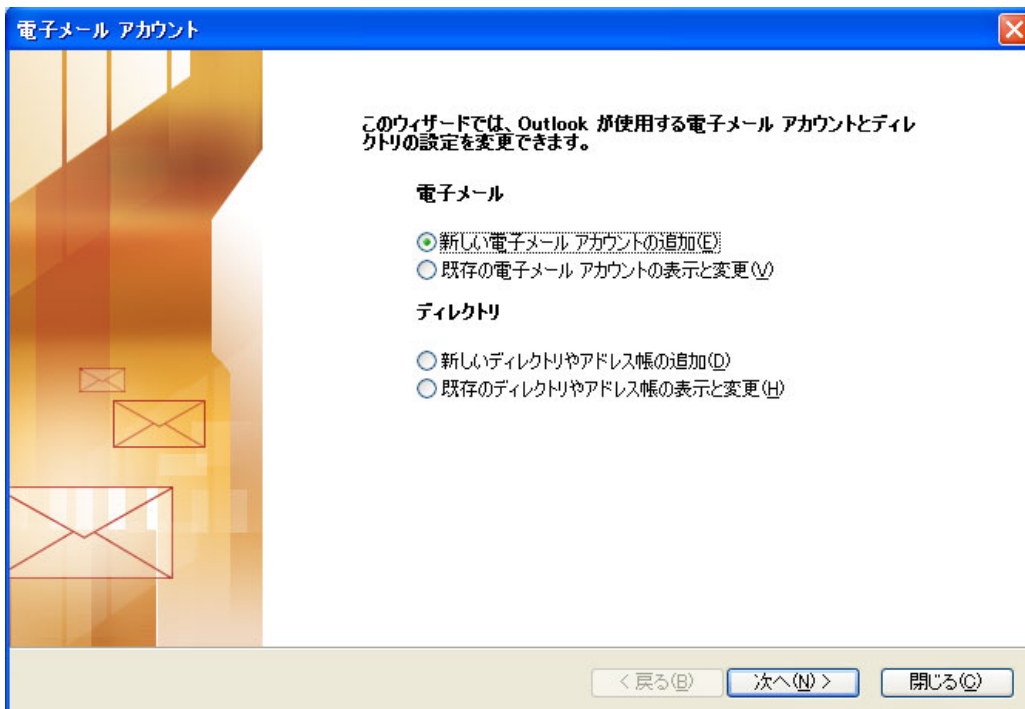 電子メール アカウント
このウィザードでは、Outlook が使用する電子メール アカウントとディレ
クトリの設定を変更できます。
電子メール
新しい電子メール アカウントの追加(E)
既存の電子メール アカウントの表示と変更(V)
ディレクトリ
新しいディレクトリやアドレス帳の追加(D)
既存のディレクトリやアドレス帳の表示と変更(H)
< 戻る(B) 次へ(N) > 閉じる(C)